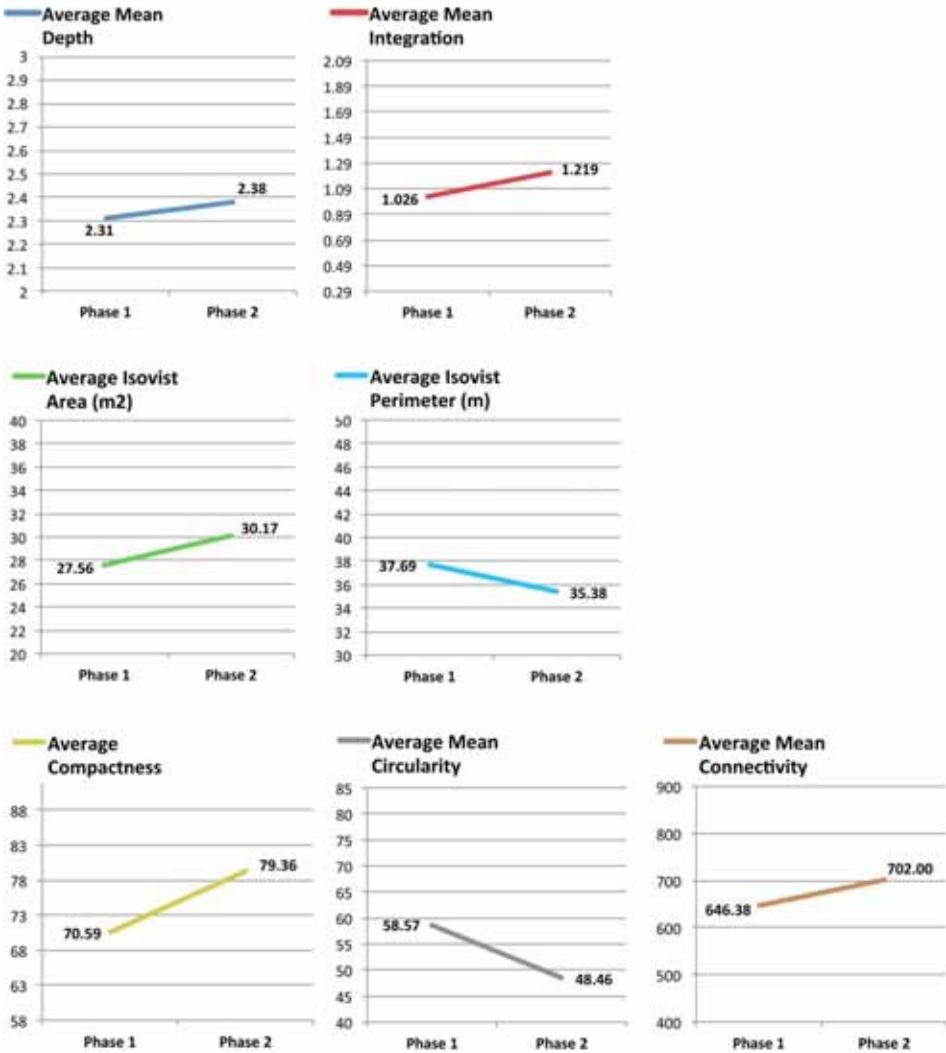 Average Mean
Depth
3
2.9
2.8
2.7
2.6
2.5
2.4
2.3
2.2
2.1
2
2.31
2.38
Phase 1
Phase 2
Average Mean
Integration
2.09
1.89
1.69
1.49
1.29
1.09
0.89
0.69
0.49
0.29
1.026
1.219
Phase 1
Phase 2
Average Isovist
Area (m2)
40
38
36
34
32
30
28
26
24
22
20
27.56
30.17
Phase 1
Phase 2
Average Isovist
Perimeter (m)
50
48
46
44
42
40
38
36
34
32
30
37.69
35.38
Phase 1
Phase 2
Average
Compactness
88
83
78
73
68
63
58
70.59
79.36
Phase 1
Phase 2
Average Mean
Circularity
85
80
75
70
65
60
55
50
45
40
58.57
48.46
Phase 1
Phase 2
Average Mean
Connectivity
900
800
700
600
500
400
646.38
702.00
Phase 1
Phase 2